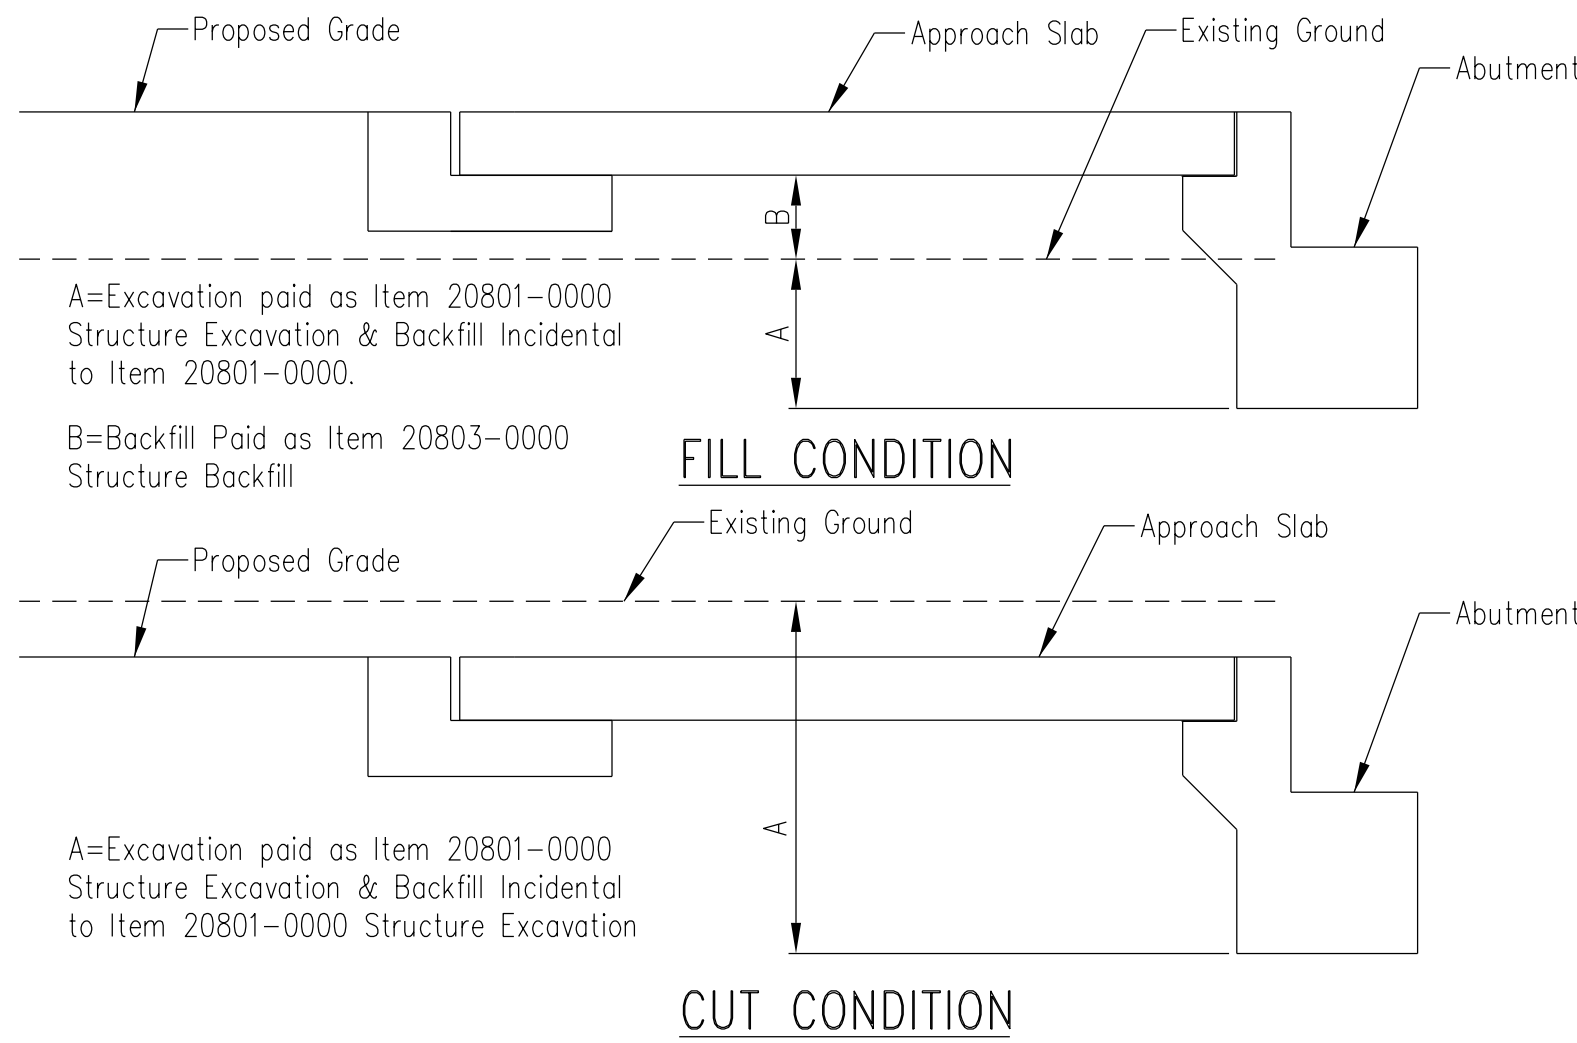 Proposed Grade
Approach Slab
Existing Ground
Abutment
B
A
A=Excavation paid as Item 20801-0000
Structure Excavation & Backfill Incidental
to Item 20801-0000.
B=Backfill Paid as Item 20803-0000
Structure Backfill
FILL CONDITION
Existing Ground
Approach Slab
Proposed Grade
Abutment
A
A=Excavation paid as Item 20801-0000
Structure Excavation & Backfill Incidental
to Item 20801-0000 Structure Excavation
CUT CONDITION